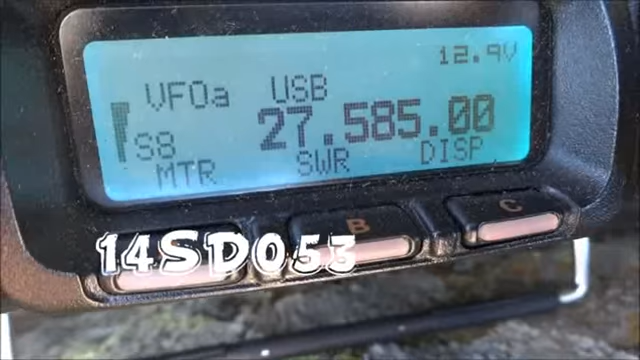 12.9V
VFOa USB
27.585.00
S8
MTR SWR DISP
B C
14SD053